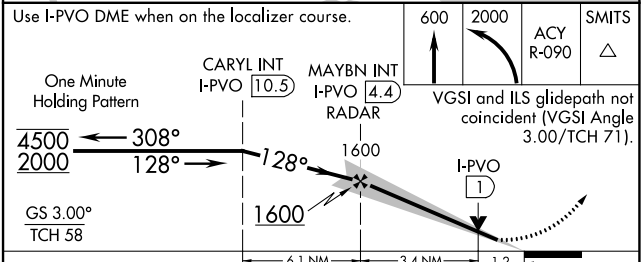 Use I-PVO DME when on the localizer course.
600 2000 ACY R-090 SMITS
CARYL INT
I-PVO 10.5
MAYBN INT
I-PVO 4.4
RADAR
One Minute
Holding Pattern
VGSI and ILS glidepath not
coincident (VGSI Angle
3.00/TCH 71).
4500 308°
2000 128°
128°
1600
I-PVO
1
1600
GS 3.00°
TCH 58
6.1 NM 3.4 NM 1.2